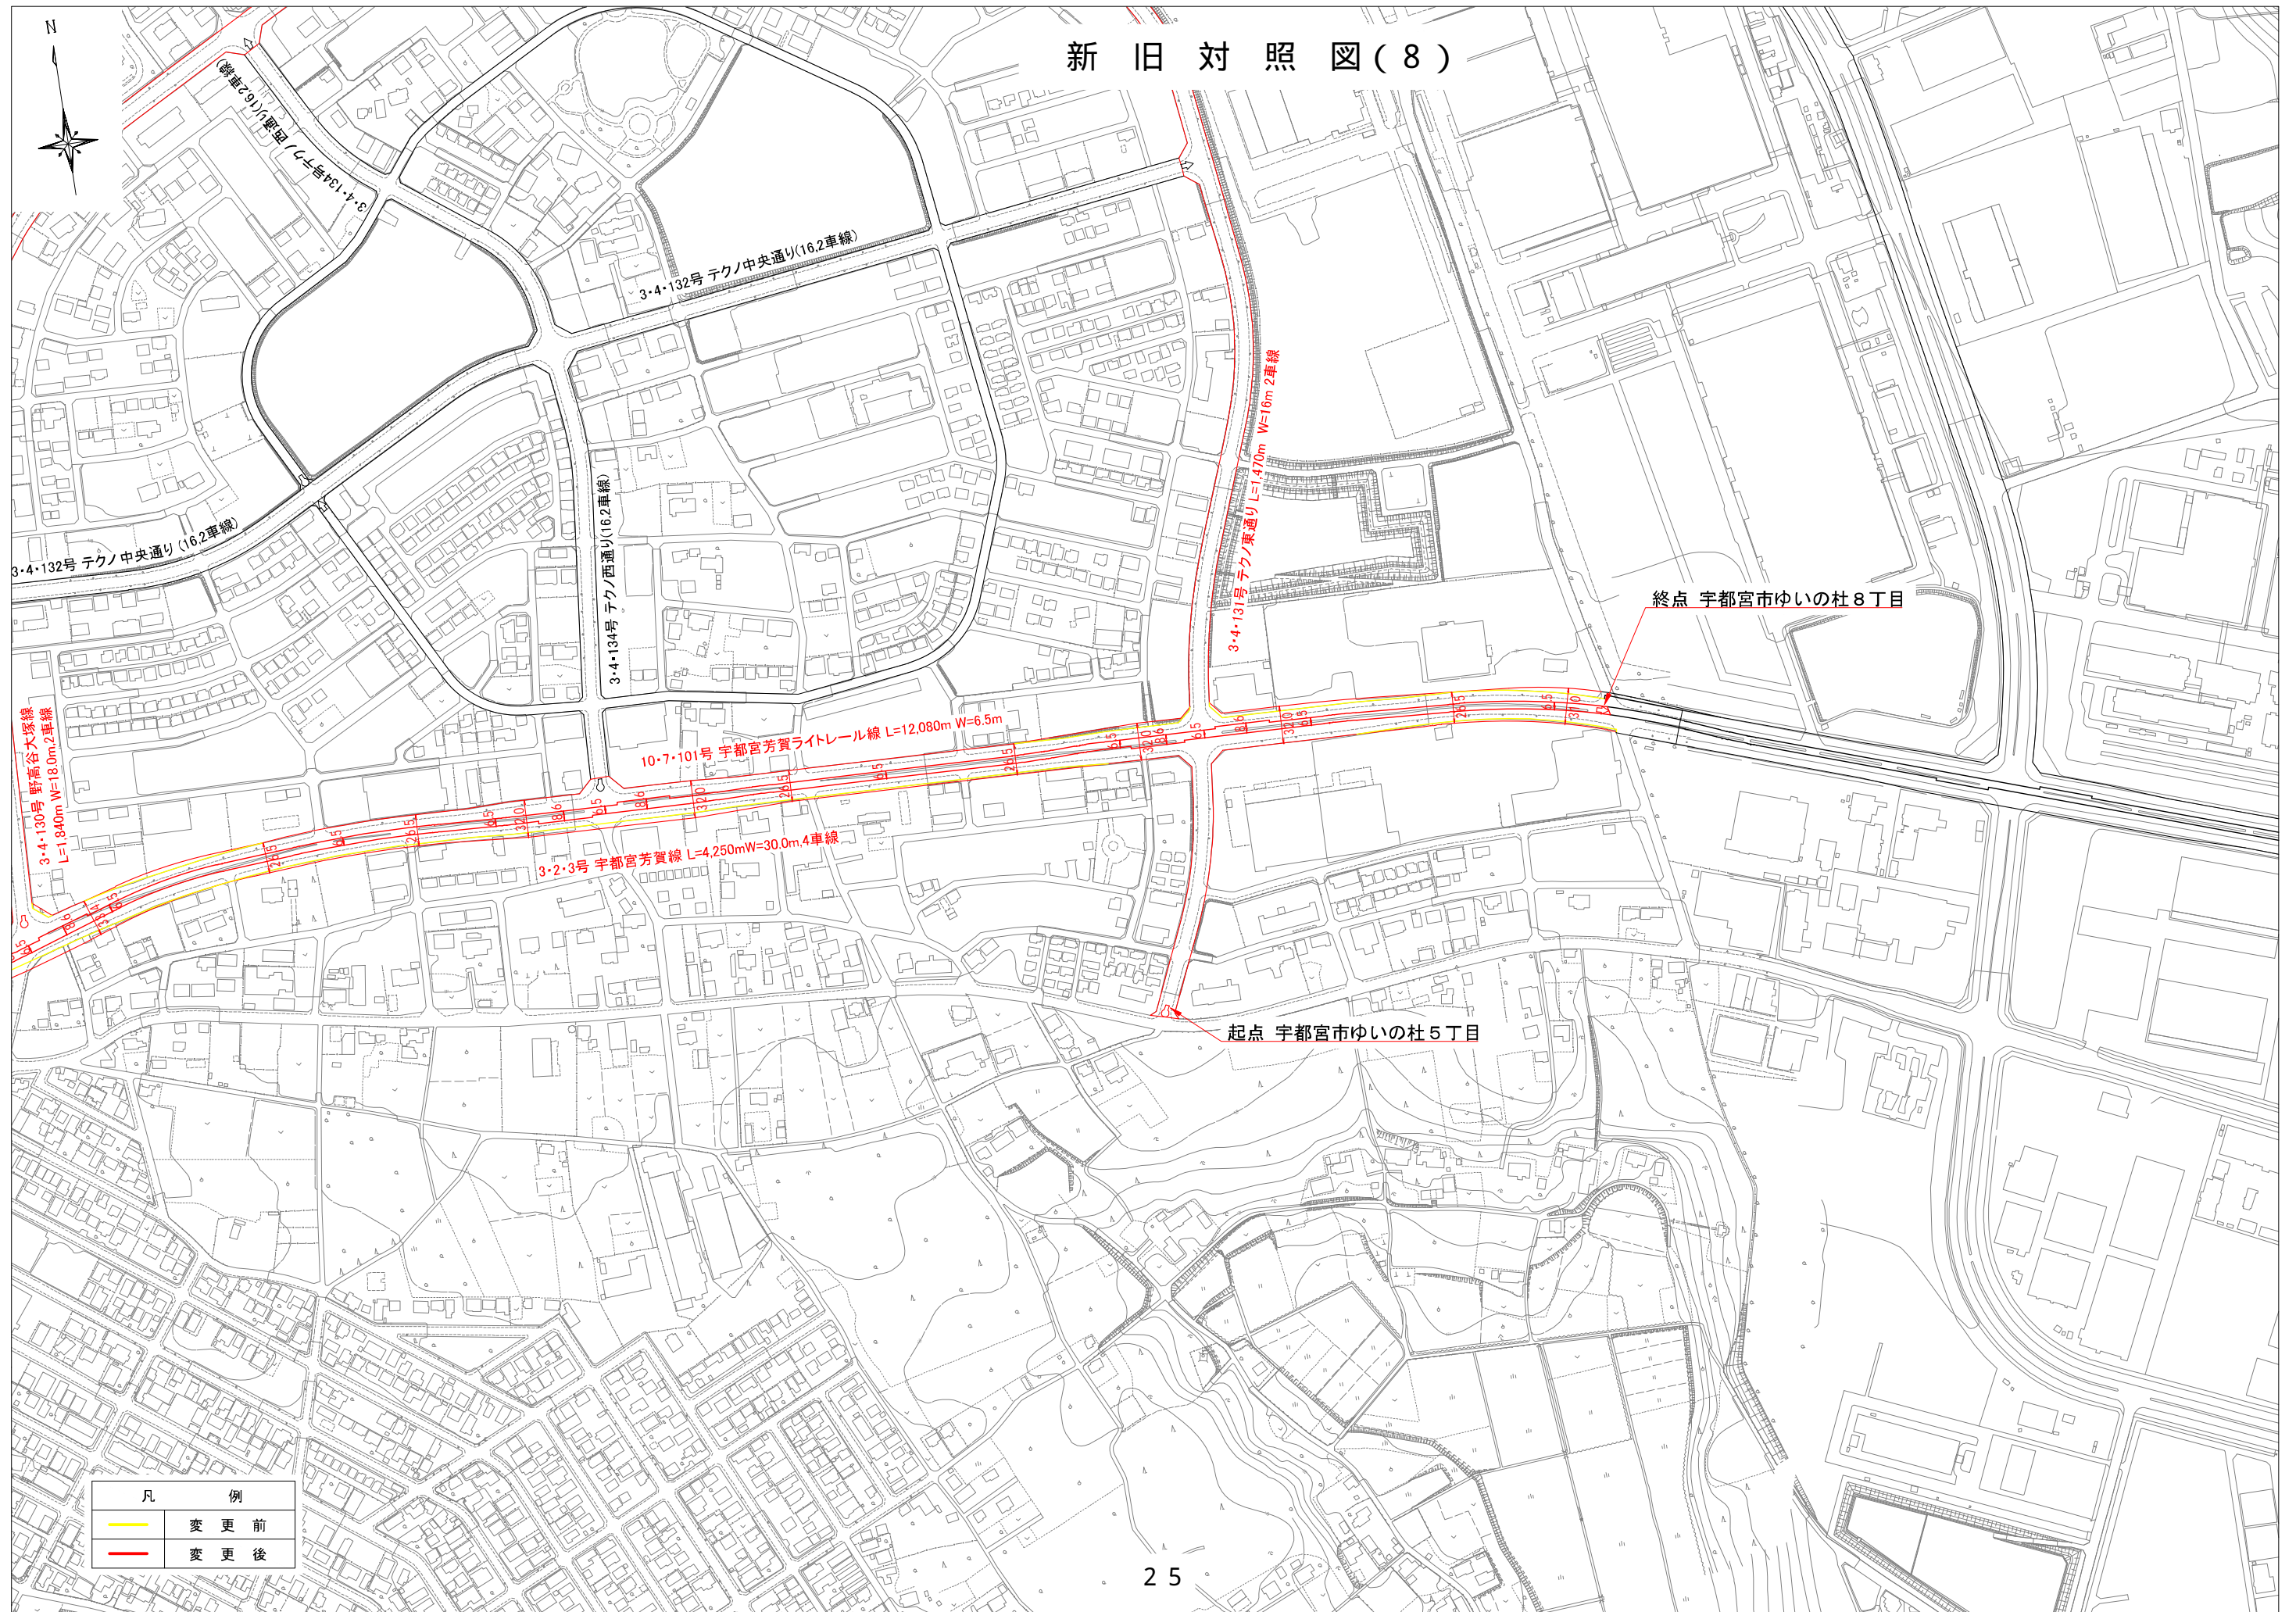 新旧対照図(8)
N
3・4・134号テクノ西通り(16,2車線)
3・4・132号 テクノ中央通り(16,2車線)
3・4・131号 テクノ東通り L=1,470m W=16m 2車線
3・4・134号 テクノ西通り(16,2車線)
3・4・132号 テクノ中央通り(16,2車線)
終点 宇都宮市ゆいの杜8丁目
3・4・130号 野高谷大塚線
L=1,840m W=18.0m,2車線
10・7・101号 宇都宮芳賀ライトレール線 L=12,080m W=6.5m
3・2・3号 宇都宮芳賀線 L=4,250mW=30.0m,4車線
起点 宇都宮市ゆいの杜5丁目
凡例
変更前
変更後
25